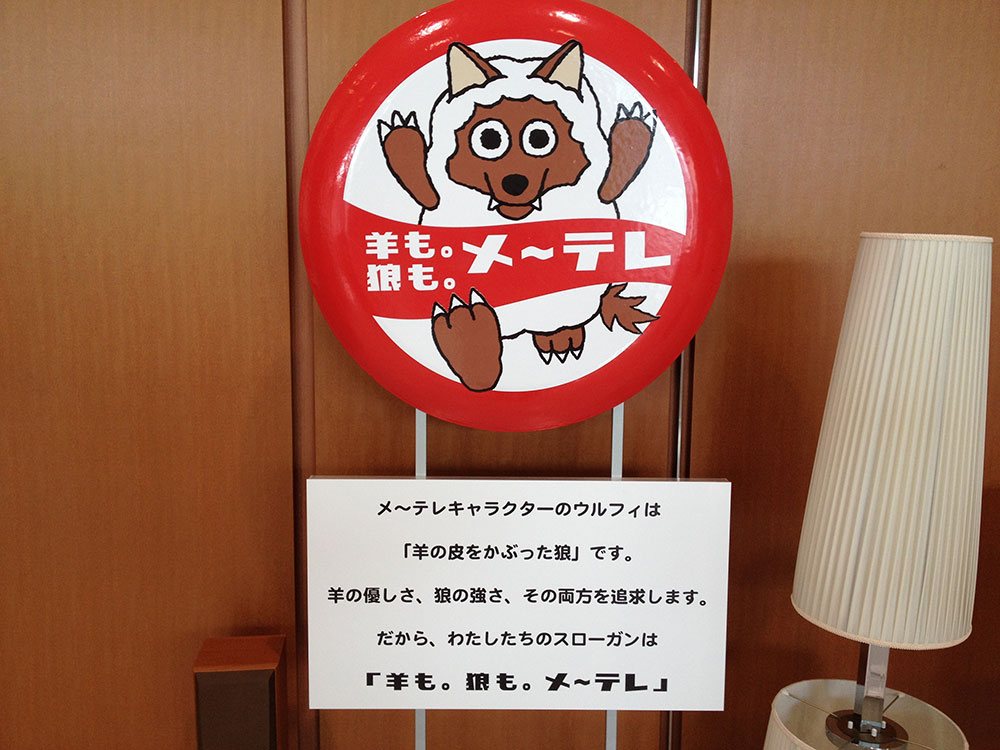 羊も。
狼も。
メ～テレ
メ～テレキャラクターのウルフィは
「羊の皮をかぶった狼」です。
羊の優しさ、狼の強さ、その両方を追求します。
だから、わたしたちのスローガンは
「羊も。狼も。メ～テレ」